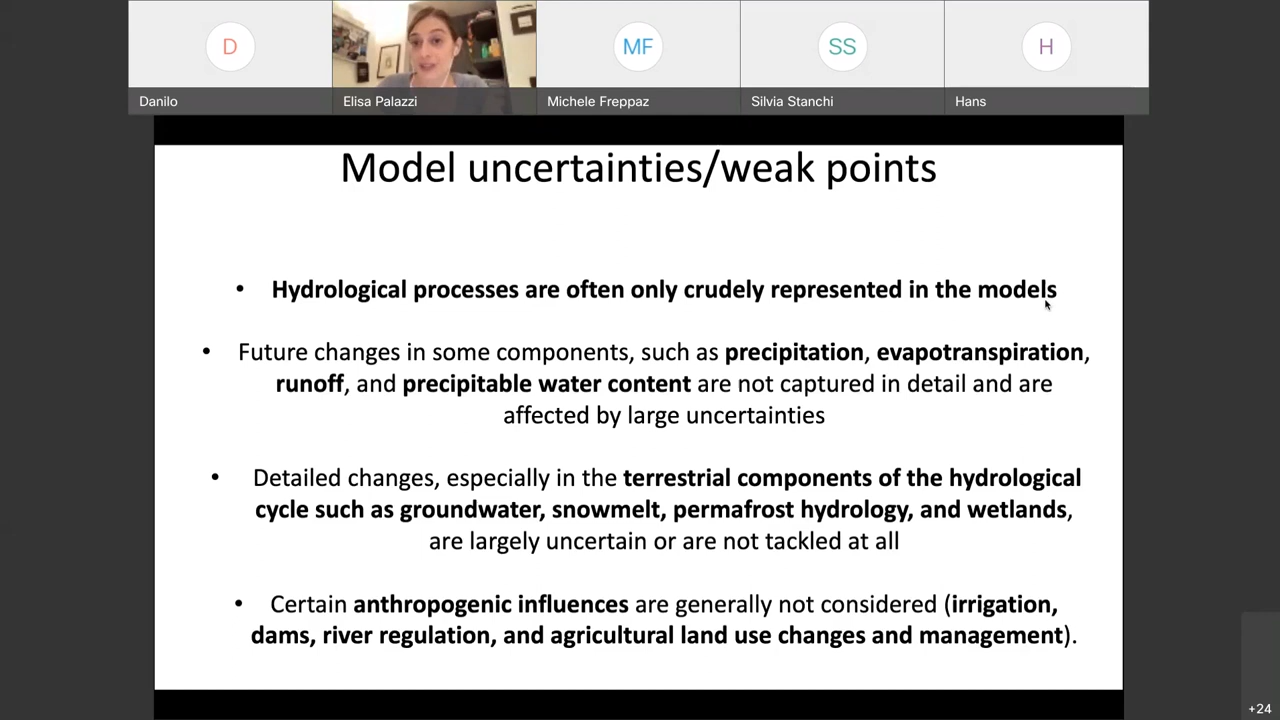 D
MF
SS
H
Danilo
Elisa Palazzi
Michele Freppaz
Silvia Stanchi
Hans
Model uncertainties/weak points
• Hydrological processes are often only crudely represented in the models
• Future changes in some components, such as precipitation, evapotranspiration,
runoff, and precipitable water content are not captured in detail and are
affected by large uncertainties
• Detailed changes, especially in the terrestrial components of the hydrological
cycle such as groundwater, snowmelt, permafrost hydrology, and wetlands,
are largely uncertain or are not tackled at all
• Certain anthropogenic influences are generally not considered (irrigation,
dams, river regulation, and agricultural land use changes and management).
+24